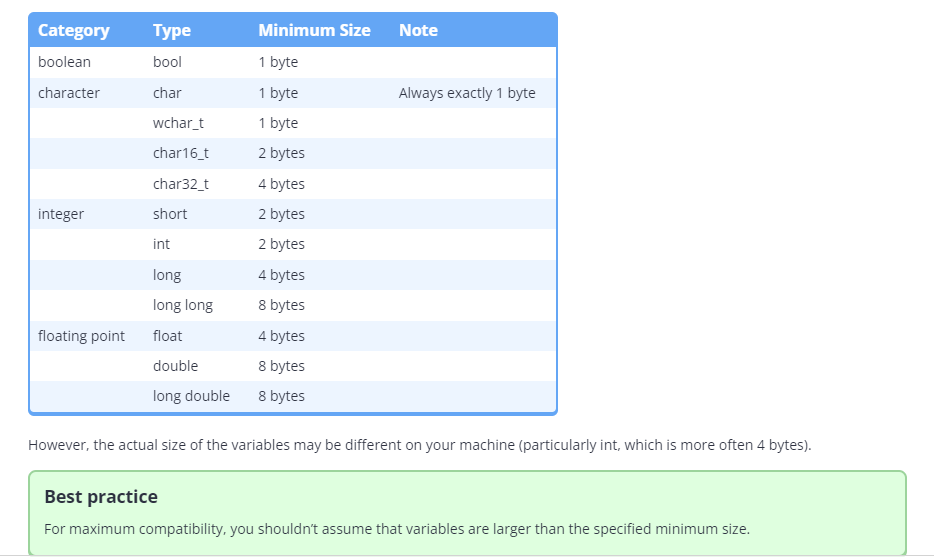 Category Type Minimum Size Note
boolean bool 1 byte
character char 1 byte Always exactly 1 byte
wchar_t 1 byte
char16_t 2 bytes
char32_t 4 bytes
integer short 2 bytes
int 2 bytes
long 4 bytes
long long 8 bytes
floating point float 4 bytes
double 8 bytes
long double 8 bytes
However, the actual size of the variables may be different on your machine (particularly int, which is more often 4 bytes).
Best practice
For maximum compatibility, you shouldn’t assume that variables are larger than the specified minimum size.